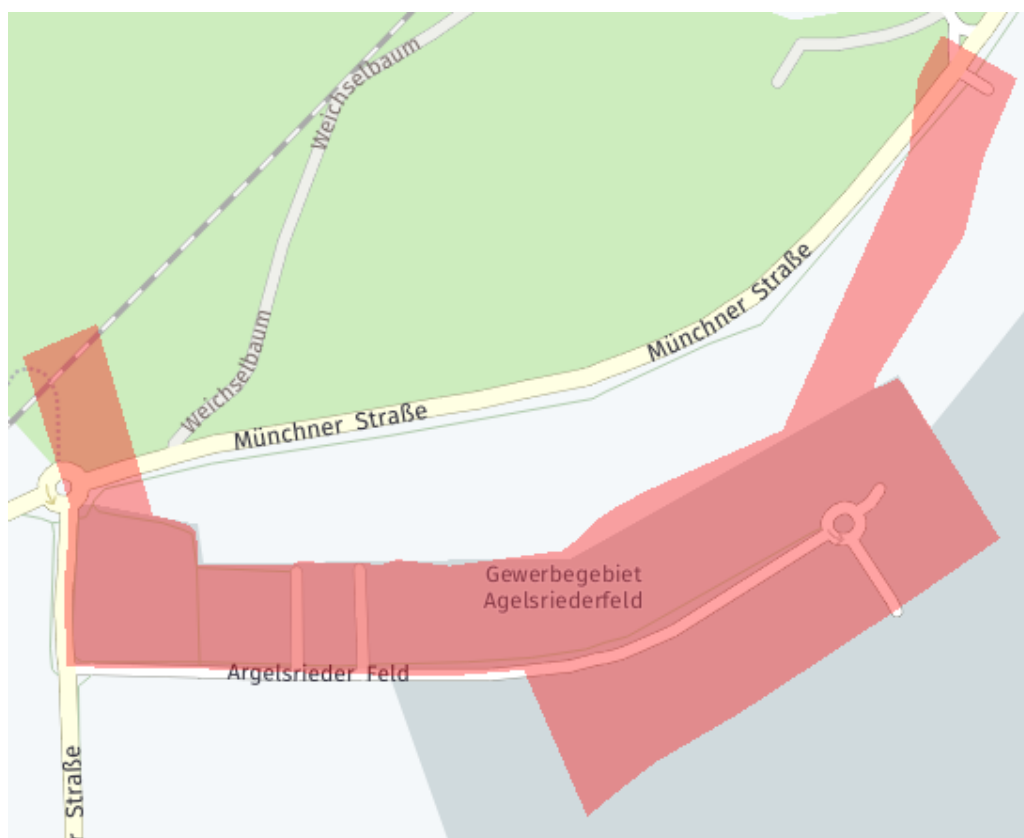 Weichselbaum
Weichselbaum
Münchner Straße
Münchner Straße
Gewerbegebiet
Agelsriederfeld
Argelsrieder Feld
r Straße